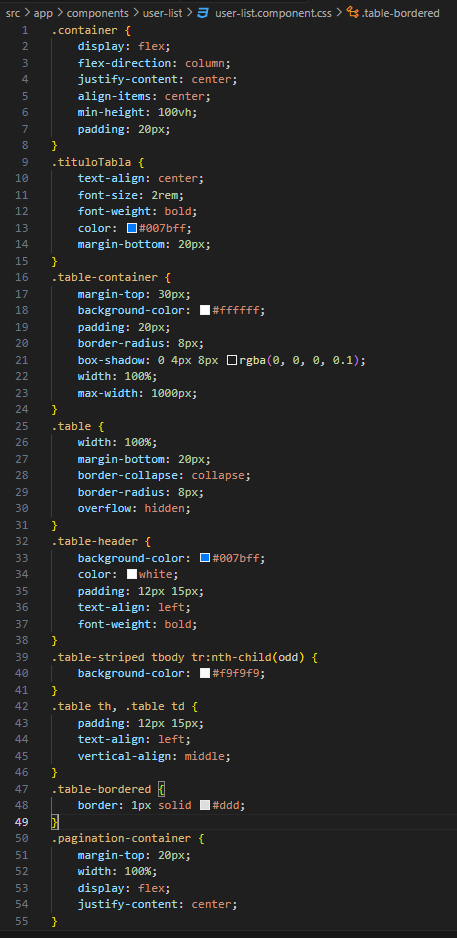 src > app > components > user-list > user-list.component.css > .table-bordered
1 .container {
2 display: flex;
3 flex-direction: column;
4 justify-content: center;
5 align-items: center;
6 min-height: 100vh;
7 padding: 20px;
8 }
9 .tituloTabla {
10 text-align: center;
11 font-size: 2rem;
12 font-weight: bold;
13 color: #007bff;
14 margin-bottom: 20px;
15 }
16 .table-container {
17 margin-top: 30px;
18 background-color: #ffffff;
19 padding: 20px;
20 border-radius: 8px;
21 box-shadow: 0 4px 8px rgba(0, 0, 0, 0.1);
22 width: 100%;
23 max-width: 1000px;
24 }
25 .table {
26 width: 100%;
27 margin-bottom: 20px;
28 border-collapse: collapse;
29 border-radius: 8px;
30 overflow: hidden;
31 }
32 .table-header {
33 background-color: #007bff;
34 color: white;
35 padding: 12px 15px;
36 text-align: left;
37 font-weight: bold;
38 }
39 .table-striped tbody tr:nth-child(odd) {
40 background-color: #f9f9f9;
41 }
42 .table th, .table td {
43 padding: 12px 15px;
44 text-align: left;
45 vertical-align: middle;
46 }
47 .table-bordered {
48 border: 1px solid #ddd;
49 }
50 .pagination-container {
51 margin-top: 20px;
52 width: 100%;
53 display: flex;
54 justify-content: center;
55 }